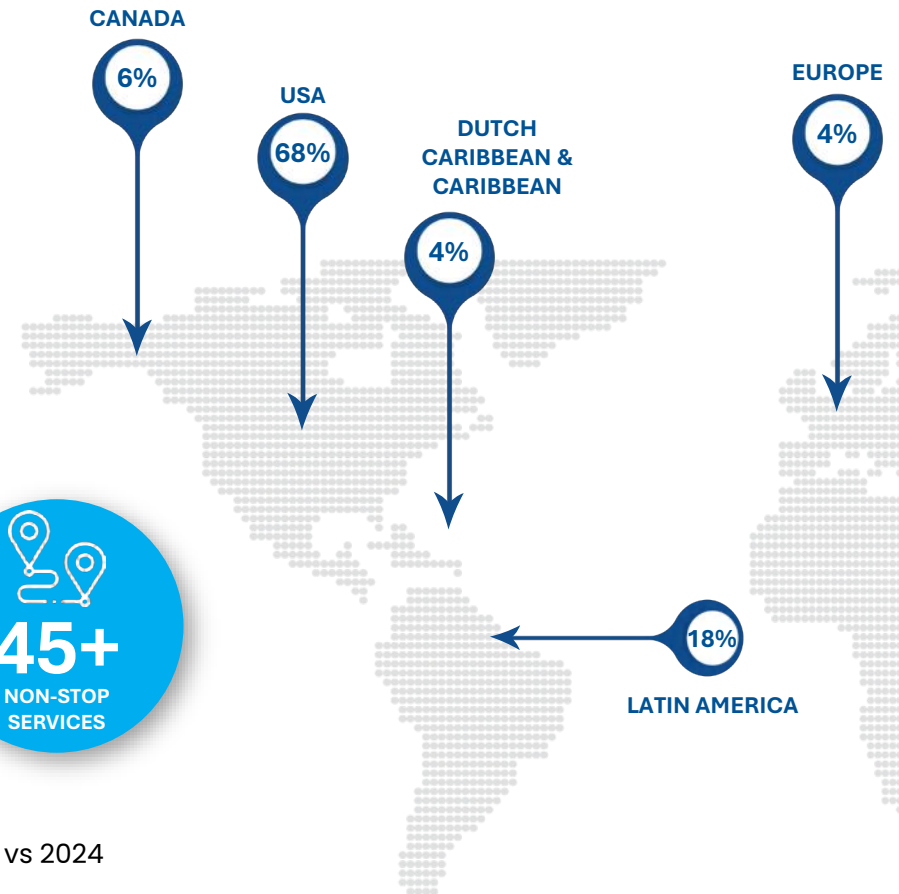 CANADA
6%
USA
68%
DUTCH
CARIBBEAN &
CARIBBEAN
4%
EUROPE
4%
45+
NON-STOP
SERVICES
18%
LATIN AMERICA
vs 2024